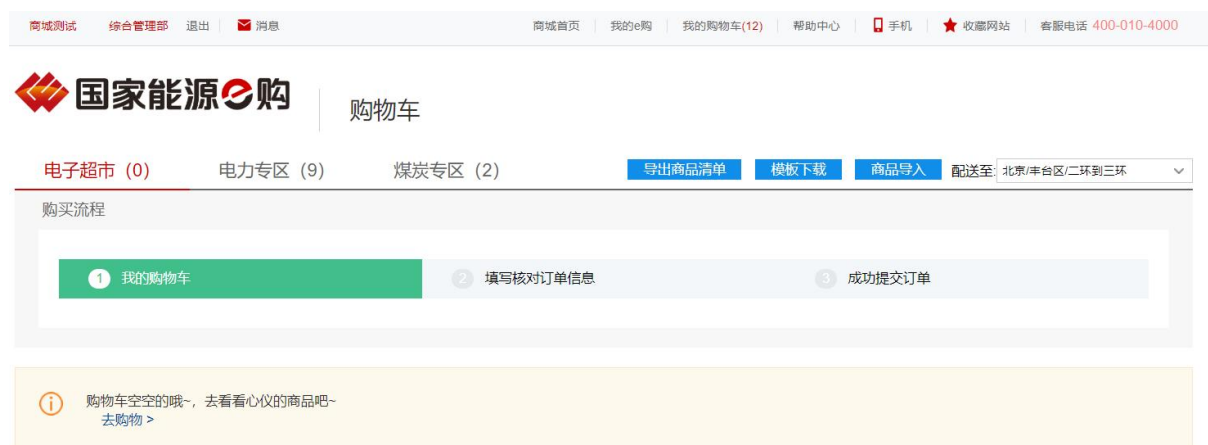 商城测试 综合管理部 退出 消息 商城首页 我的e购 我的购物车(12) 帮助中心 手机 收藏网站 客服电话 400-010-4000
国家能源e购 购物车
电子超市 (0) 电力专区 (9) 煤炭专区 (2) 导出商品清单 模板下载 商品导入 配送至: 北京/丰台区/二环到三环
购买流程
1 我的购物车 2 填写核对订单信息 3 成功提交订单
购物车空空的哦~，去看看心仪的商品吧~
去购物 >